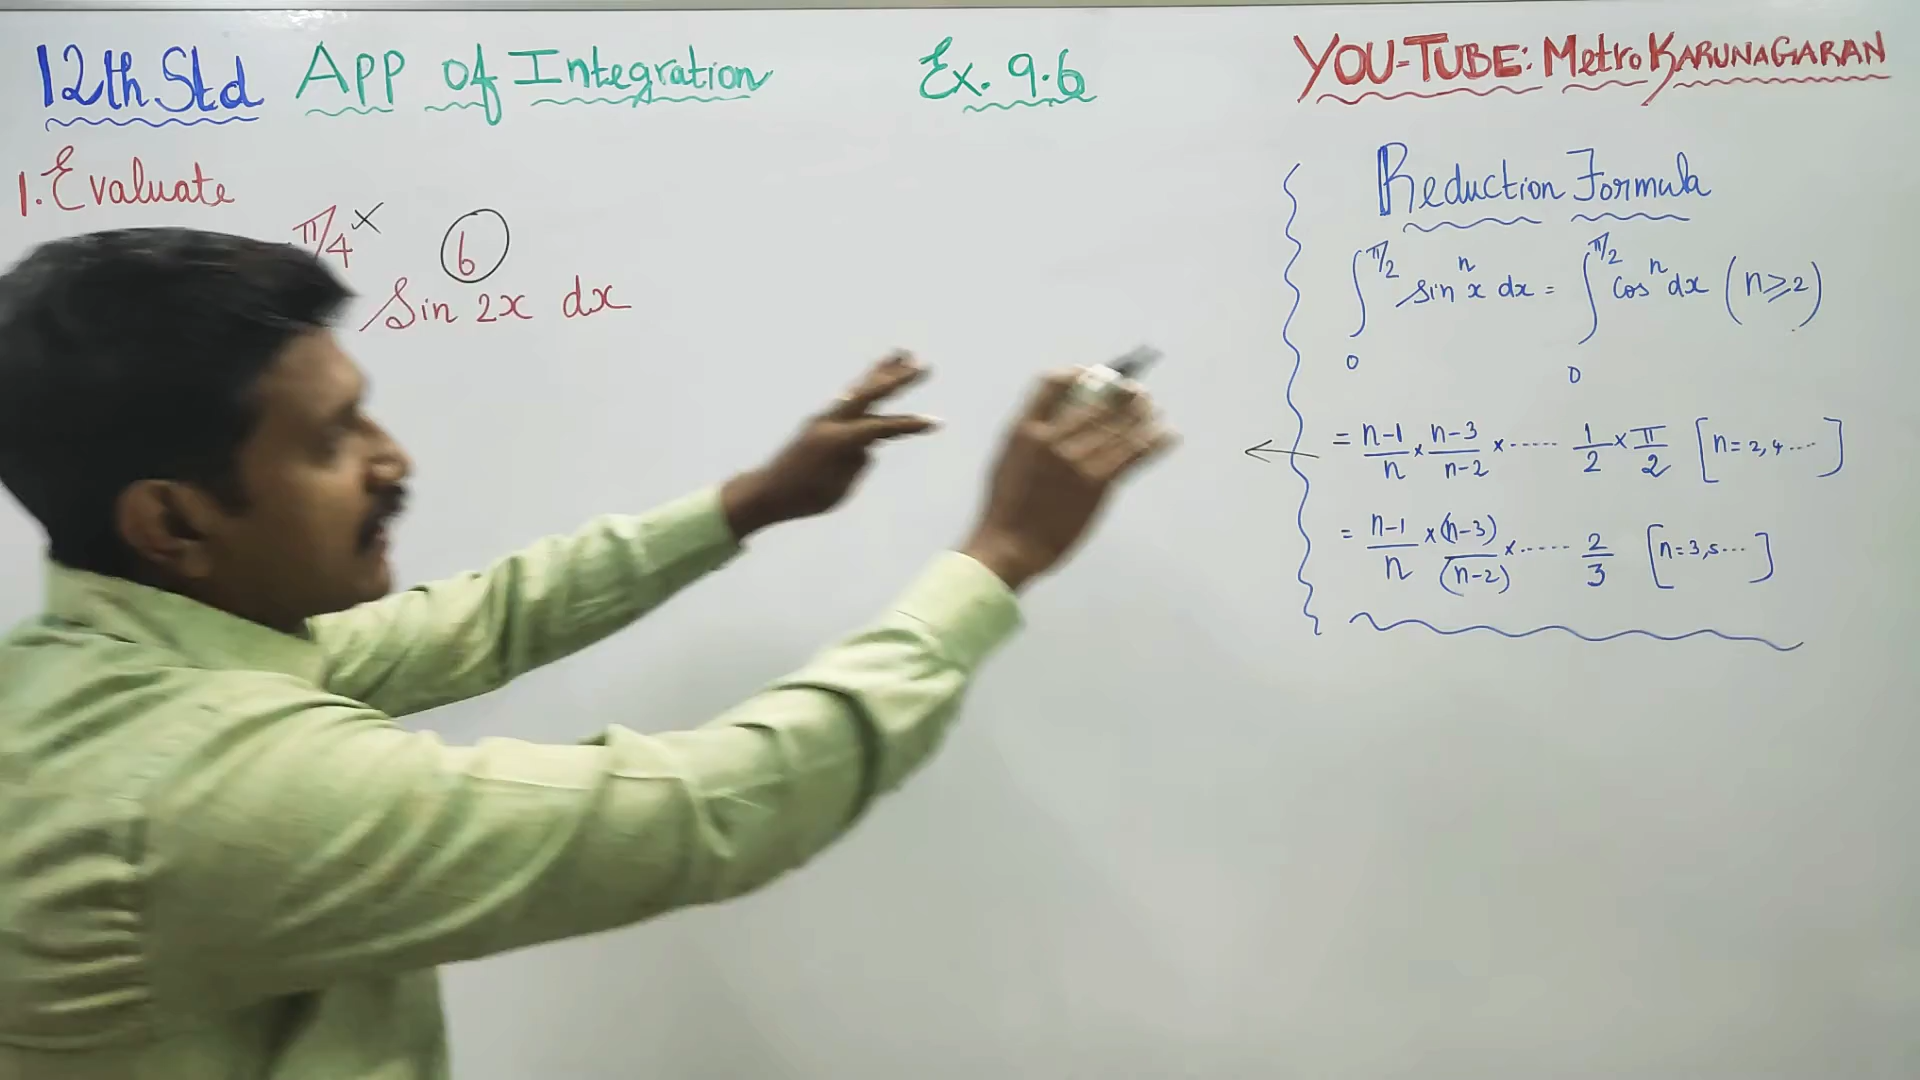 12th Std App of Integration Ex. 9.6 YOU-TUBE: Metro KARUNAGARAN
1. Evaluate
π/4 × 6
Sin 2x dx
Reduction Formula
∫₀^π/2 sinⁿ x dx = ∫₀^π/2 cosⁿ dx (n≥2)
= n-1/n × n-3/n-2 × ...... 1/2 × π/2 [n = 2, 4 ....]
= n-1/n × (n-3)/(n-2) × ...... 2/3 [n = 3, 5 ...]